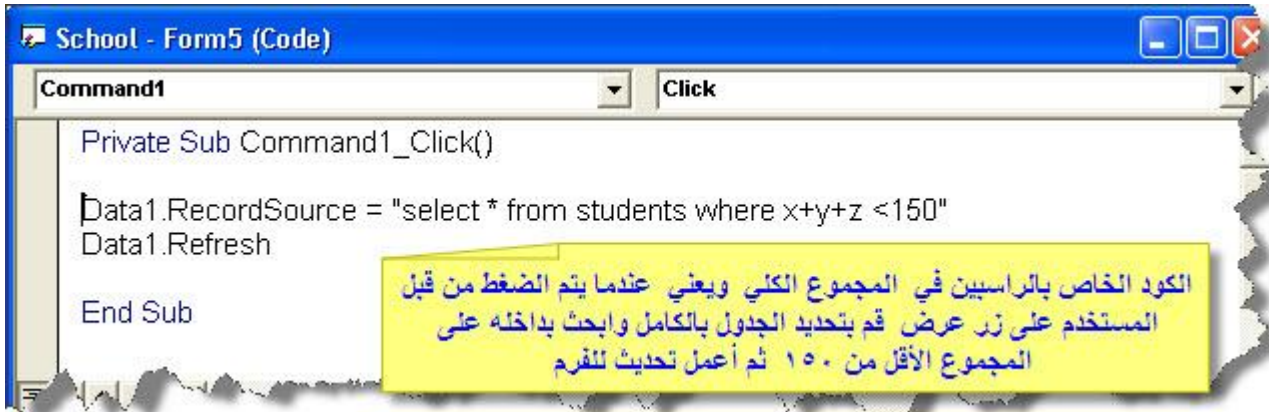 School - Form5 (Code)
Command1 Click
Private Sub Command1_Click()
Data1.RecordSource = "select * from students where x+y+z <150"
Data1.Refresh
End Sub
الكود الخاص بالراسبين في المجموع الكلي ويعني عندما يتم الضغط من قبل
المستخدم على زر عرض قم بتحديد الجدول بالكامل وابحث بداخله على
المجموع الأقل من ١٥٠ ثم أعمل تحديث للفرم